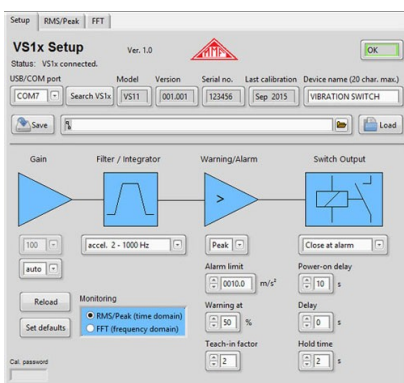 Setup RMS/Peak FFT
VS1x Setup Ver. 1.0 MMF OK
Status: VS1x connected.
USB/COM port Model Version Serial no. Last calibration Device name (20 char. max.)
COM7 Search VS1x VS11 001.001 123456 Sep 2015 VIBRATION SWITCH
Save Load
Gain Filter / Integrator Warning/Alarm Switch Output
>
100 accel. 2 - 1000 Hz Peak Close at alarm
auto Alarm limit Power-on delay
0010.0 m/s² 10 s
Reload Monitoring Warning at Delay
RMS/Peak (time domain) 50 % 0 s
Set defaults FFT (frequency domain)
Teach-in factor Hold time
2 2 s
Cal. password